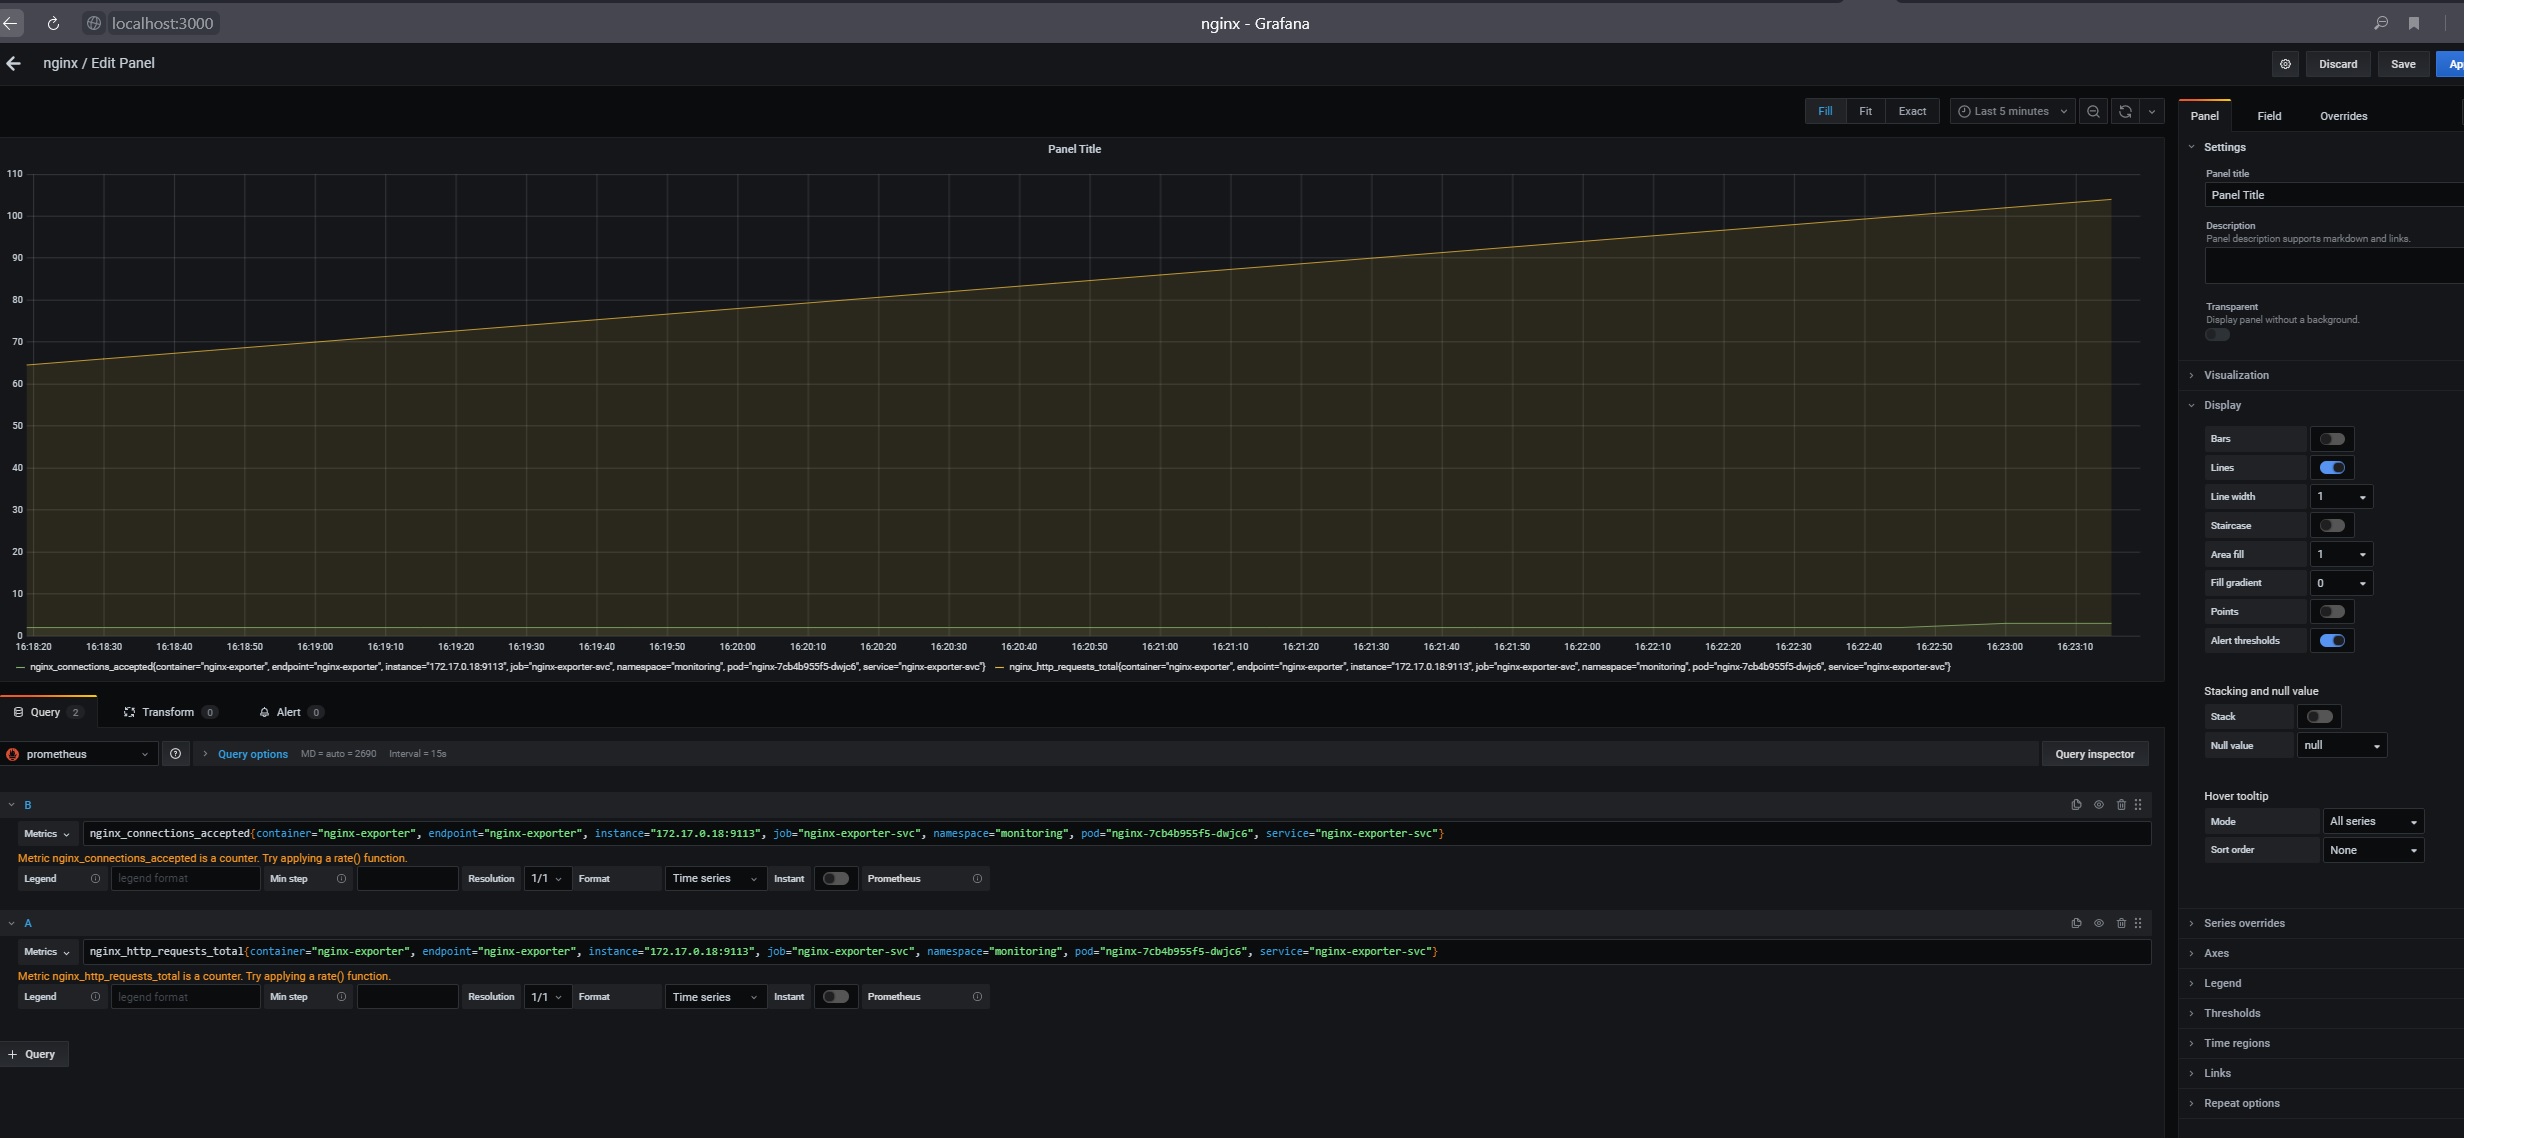 localhost:3000
nginx - Grafana
nginx / Edit Panel
Discard
Save
Ap
Fill
Fit
Exact
Last 5 minutes
Panel Title
110
100
90
80
70
60
50
40
30
20
10
0
16:18:20 16:18:30 16:18:40 16:18:50 16:19:00 16:19:10 16:19:20 16:19:30 16:19:40 16:19:50 16:20:00 16:20:10 16:20:20 16:20:30 16:20:40 16:20:50 16:21:00 16:21:10 16:21:20 16:21:30 16:21:40 16:21:50 16:22:00 16:22:10 16:22:20 16:22:30 16:22:40 16:22:50 16:23:00 16:23:10
nginx_connections_accepted{container="nginx-exporter", endpoint="nginx-exporter", instance="172.17.0.18:9113", job="nginx-exporter-svc", namespace="monitoring", pod="nginx-7cb4b955f5-dwjc6", service="nginx-exporter-svc"}
nginx_http_requests_total{container="nginx-exporter", endpoint="nginx-exporter", instance="172.17.0.18:9113", job="nginx-exporter-svc", namespace="monitoring", pod="nginx-7cb4b955f5-dwjc6", service="nginx-exporter-svc"}
Query 2
Transform 0
Alert 0
prometheus
Query options MD = auto = 2690 Interval = 15s
Query inspector
B
Metrics
nginx_connections_accepted{container="nginx-exporter", endpoint="nginx-exporter", instance="172.17.0.18:9113", job="nginx-exporter-svc", namespace="monitoring", pod="nginx-7cb4b955f5-dwjc6", service="nginx-exporter-svc"}
Metric nginx_connections_accepted is a counter. Try applying a rate() function.
Legend legend format Min step Resolution 1/1 Format Time series Instant Prometheus
A
Metrics
nginx_http_requests_total{container="nginx-exporter", endpoint="nginx-exporter", instance="172.17.0.18:9113", job="nginx-exporter-svc", namespace="monitoring", pod="nginx-7cb4b955f5-dwjc6", service="nginx-exporter-svc"}
Metric nginx_http_requests_total is a counter. Try applying a rate() function.
Legend legend format Min step Resolution 1/1 Format Time series Instant Prometheus
+ Query
Panel
Field
Overrides
Settings
Panel title
Panel Title
Description
Panel description supports markdown and links.
Transparent
Display panel without a background.
Visualization
Display
Bars
Lines
Line width 1
Staircase
Area fill 1
Fill gradient 0
Points
Alert thresholds
Stacking and null value
Stack
Null value null
Hover tooltip
Mode All series
Sort order None
Series overrides
Axes
Legend
Thresholds
Time regions
Links
Repeat options